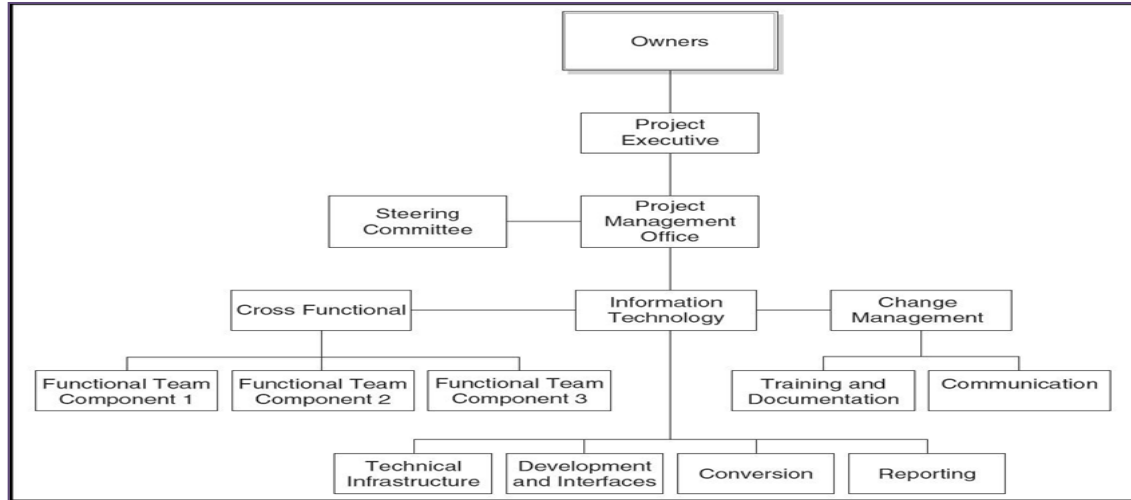 Owners
Project
Executive
Steering
Committee
Project
Management
Office
Cross Functional
Information
Technology
Change
Management
Functional Team
Component 1
Functional Team
Component 2
Functional Team
Component 3
Training and
Documentation
Communication
Technical
Infrastructure
Development
and Interfaces
Conversion
Reporting